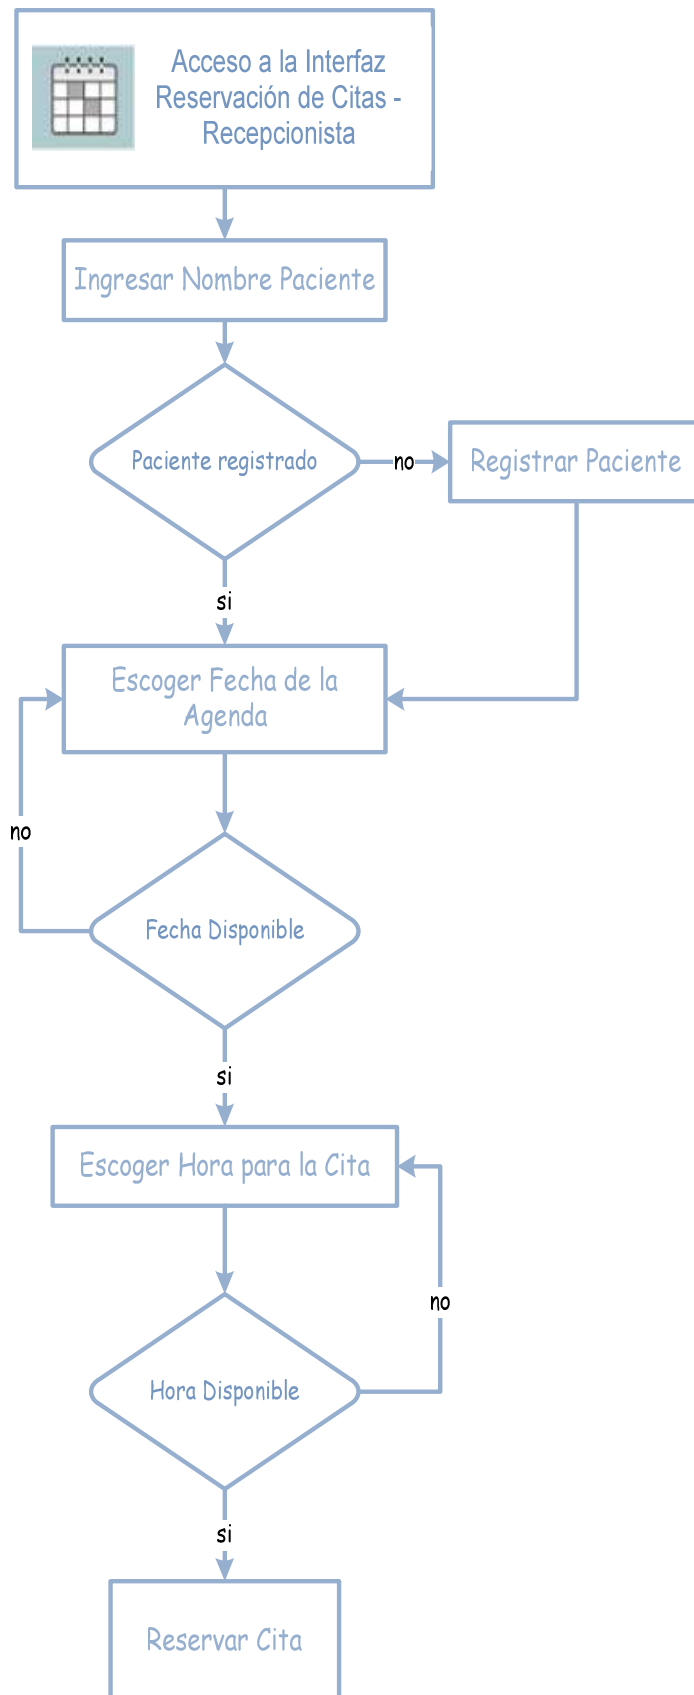 Acceso a la Interfaz
Reservación de Citas -
Recepcionista
Ingresar Nombre Paciente
Paciente registrado
no
Registrar Paciente
si
Escoger Fecha de la
Agenda
no
Fecha Disponible
si
Escoger Hora para la Cita
no
Hora Disponible
si
Reservar Cita